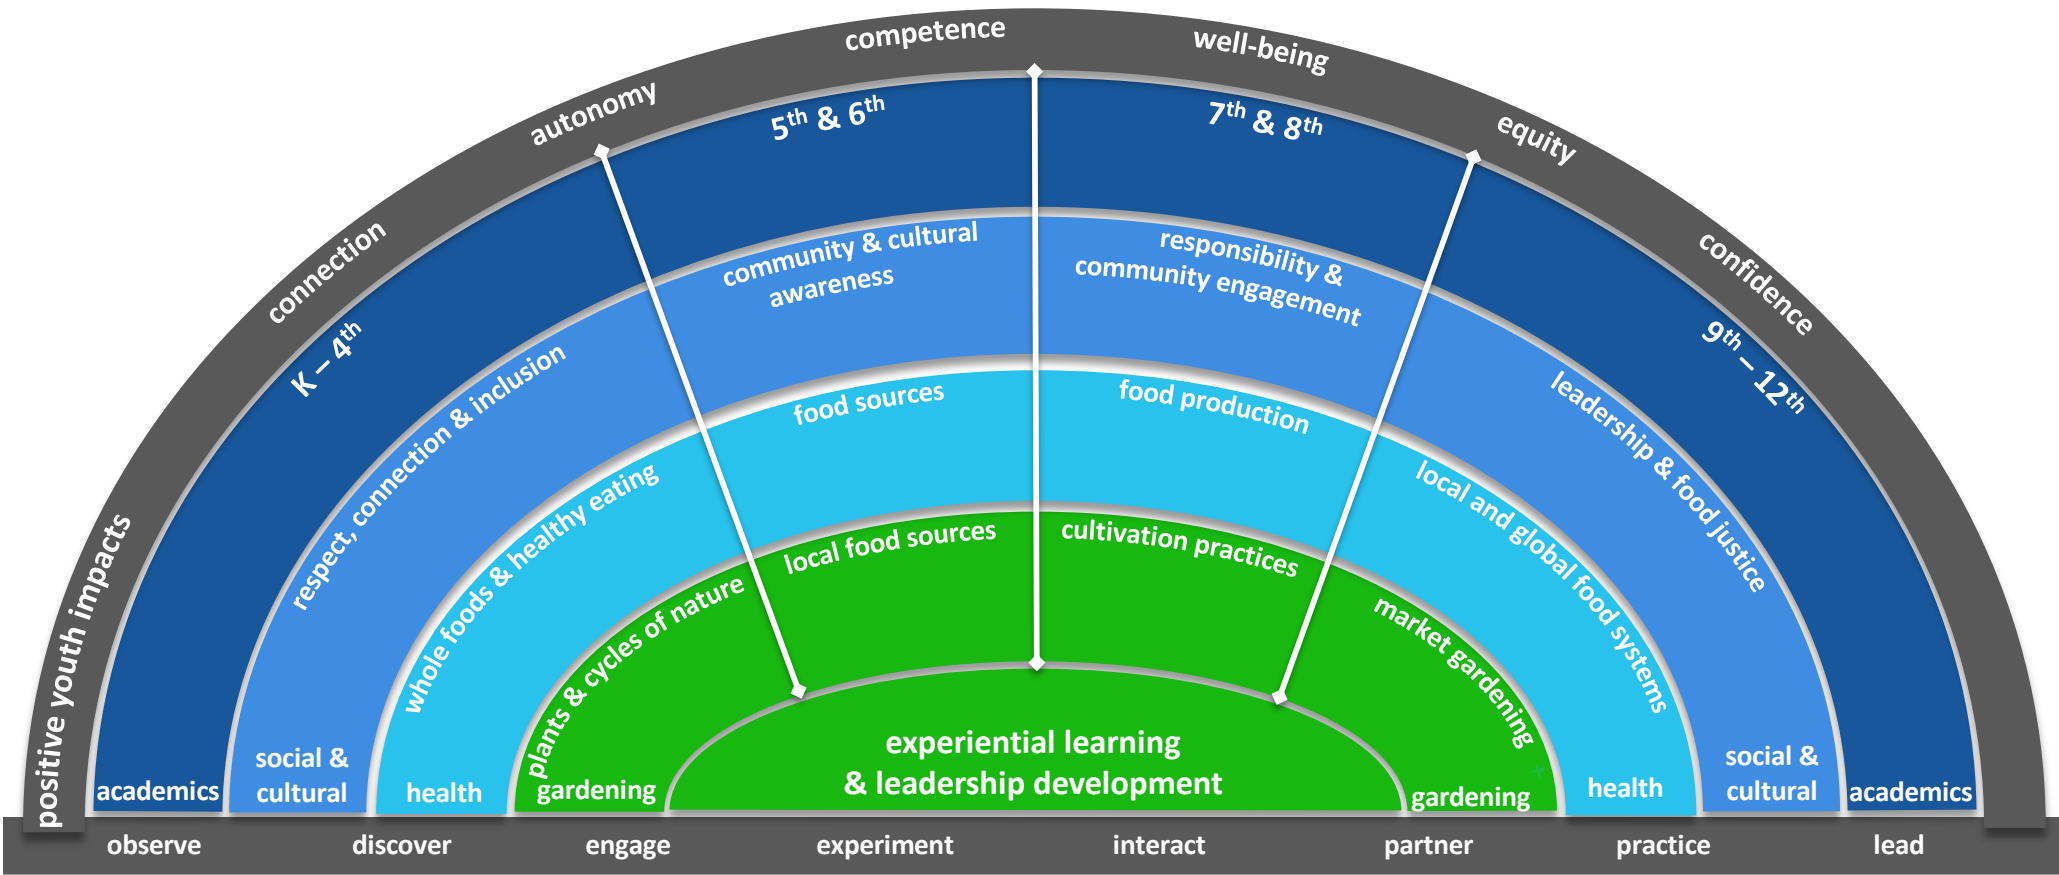 positive youth impacts
connection
autonomy
competence
well-being
equity
confidence
K – 4th
5th & 6th
7th & 8th
9th – 12th
respect, connection & inclusion
community & cultural
awareness
responsibility &
community engagement
leadership & food justice
whole foods & healthy eating
food sources
food production
local and global food systems
plants & cycles of nature
local food sources
cultivation practices
market gardening
experiential learning
& leadership development
academics
social &
cultural
health
gardening
gardening
health
social &
cultural
academics
observe
discover
engage
experiment
interact
partner
practice
lead